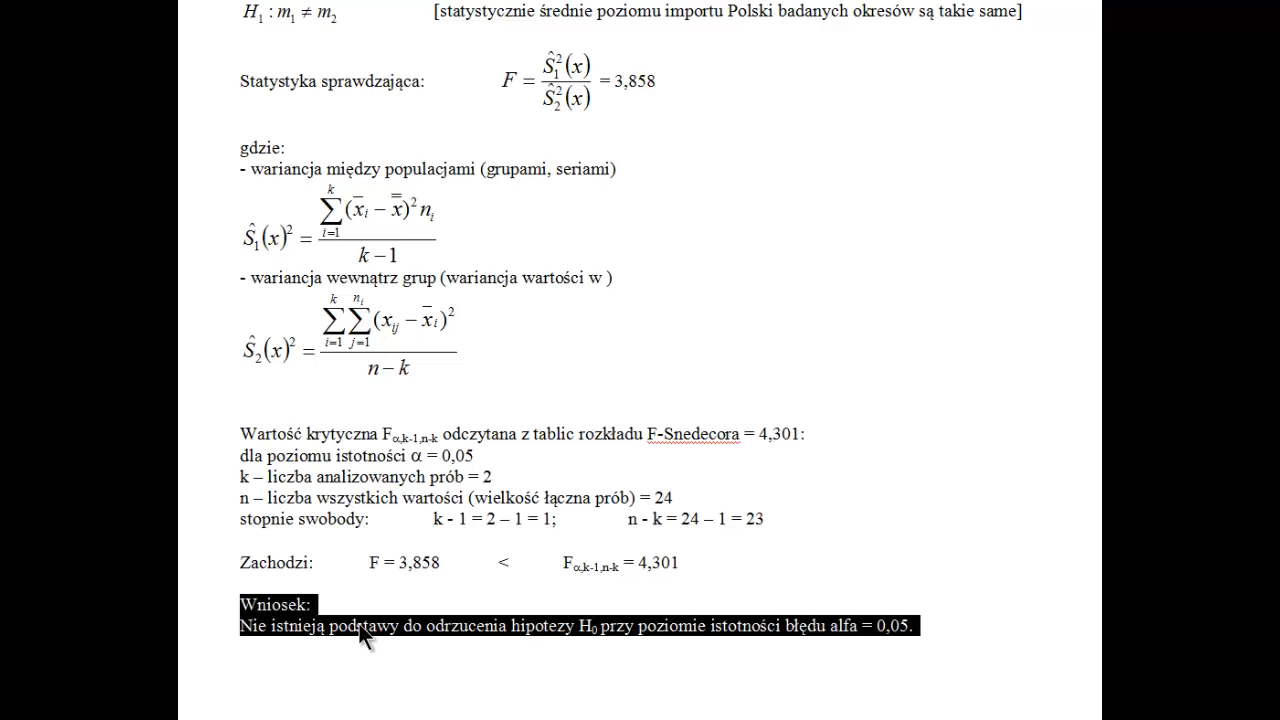 H₁ : m₁ ≠ m₂ [statystycznie średnie poziomu importu Polski badanych okresów są takie same]
Statystyka sprawdzająca: F = Ŝ₁²(x) / Ŝ₂²(x) = 3,858
gdzie:
- wariancja między populacjami (grupami, seriami)
Ŝ₁(x)² = ∑_{i=1}^{k} (x̄ᵢ − x̿)² nᵢ / k − 1
- wariancja wewnątrz grup (wariancja wartości w )
Ŝ₂(x)² = ∑_{i=1}^{k} ∑_{j=1}^{nᵢ} (xᵢⱼ − x̄ᵢ)² / n − k
Wartość krytyczna Fα,k-1,n-k odczytana z tablic rozkładu F-Snedecora = 4,301:
dla poziomu istotności α = 0,05
k – liczba analizowanych prób = 2
n – liczba wszystkich wartości (wielkość łączna prób) = 24
stopnie swobody: k - 1 = 2 – 1 = 1; n - k = 24 – 1 = 23
Zachodzi: F = 3,858 < Fα,k-1,n-k = 4,301
Wniosek:
Nie istnieją podstawy do odrzucenia hipotezy H₀ przy poziomie istotności błędu alfa = 0,05.